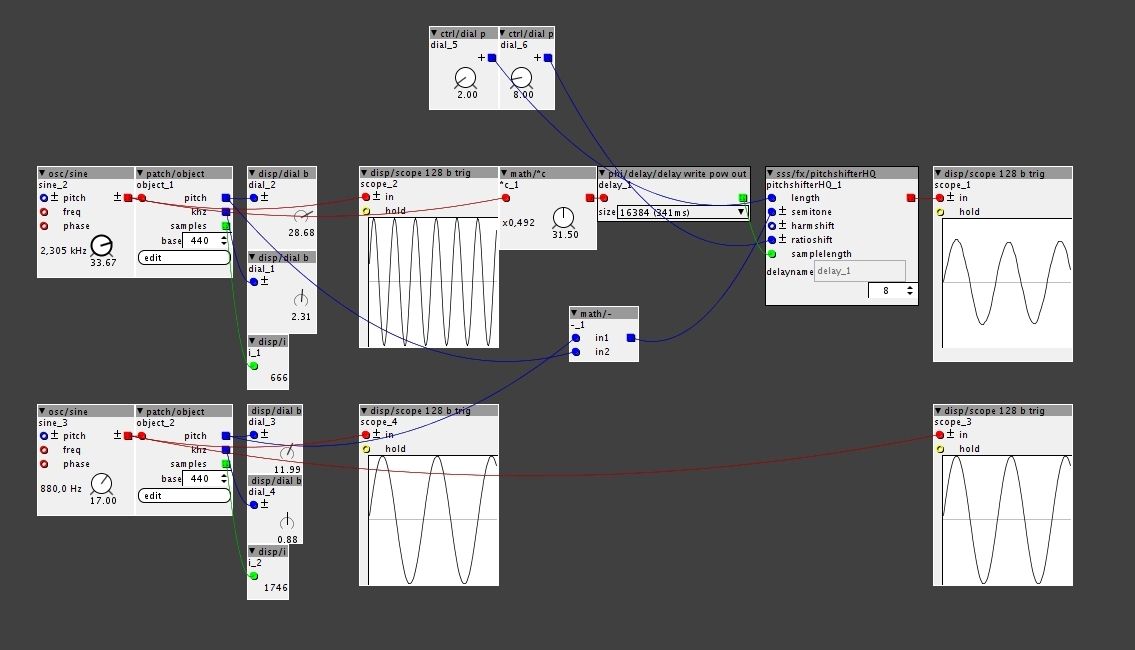 ctrl/dial p
dial_5
+
2.00
ctrl/dial p
dial_6
+
8.00
osc/sine
sine_2
± pitch ±
freq
phase
2,305 kHz
33.67
patch/object
object_1
pitch
khz
samples
base 440
edit
disp/dial b
dial_2
±
28.68
disp/dial b
dial_1
±
2.31
disp/i
i_1
666
disp/scope 128 b trig
scope_2
± in
hold
math/*c
*c_1
x0,492
31.50
phi/delay/delay write pow out
delay_1
size 16384 (341ms)
sss/fx/pitchshifterHQ
pitchshifterHQ_1
length
± semitone
± harmshift
± ratioshift
samplelength
delayname delay_1
8
disp/scope 128 b trig
scope_1
± in
hold
math/-
-_1
in1
in2
osc/sine
sine_3
± pitch ±
freq
phase
880,0 Hz
17.00
patch/object
object_2
pitch
khz
samples
base 440
edit
disp/dial b
dial_3
±
11.99
disp/dial b
dial_4
±
0.88
disp/i
i_2
1746
disp/scope 128 b trig
scope_4
± in
hold
disp/scope 128 b trig
scope_3
± in
hold